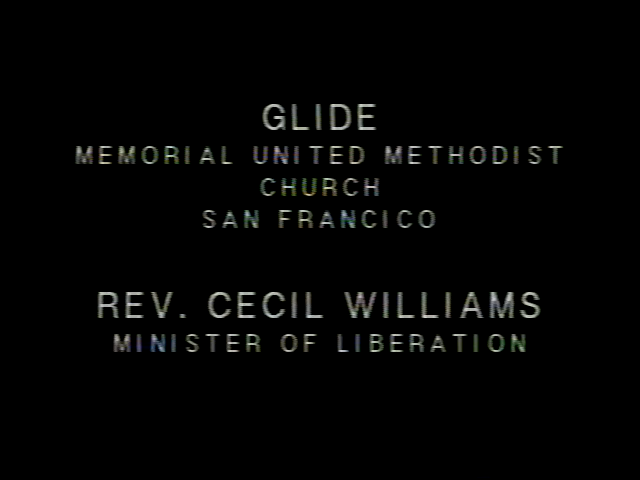 GLIDE
MEMORIAL UNITED METHODIST
CHURCH
SAN FRANCICO
REV. CECIL WILLIAMS
MINISTER OF LIBERATION